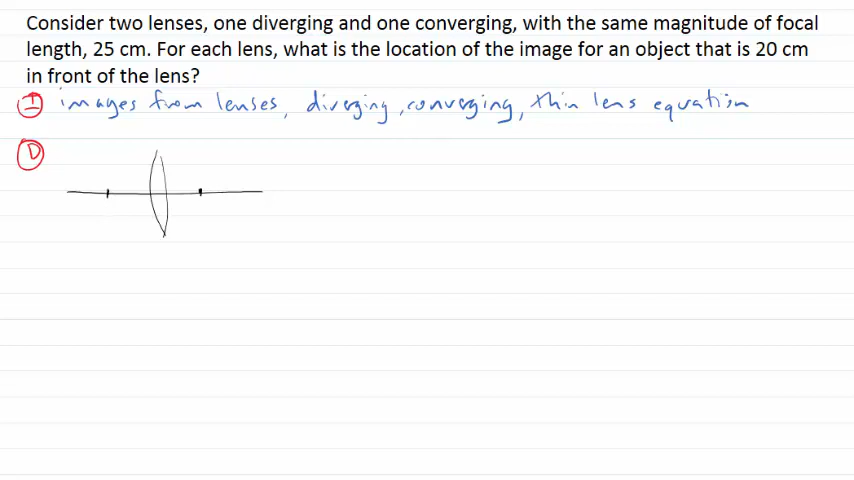 Consider two lenses, one diverging and one converging, with the same magnitude of focal
length, 25 cm. For each lens, what is the location of the image for an object that is 20 cm
in front of the lens?
I images from lenses, diverging, converging, thin lens equation
D